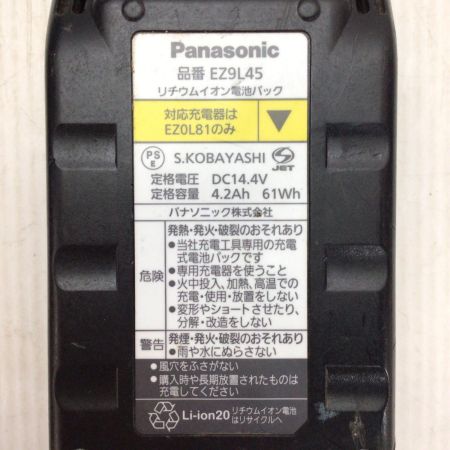 Panasonic
品番 EZ9L45
リチウムイオン電池パック
対応充電器は
EZ0L81のみ
PS
E
S.KOBAYASHI
JET
定格電圧 DC14.4V
定格容量 4.2Ah 61Wh
パナソニック株式会社
危険
発熱・発火・破裂のおそれあり
●当社充電工具専用の充電
式電池パックです
●専用充電器を使うこと
●火中投入、加熱、高温での
充電・使用・放置をしない
●変形やショートさせたり、
分解・改造をしない
警告
発煙・発火・破裂のおそれあり
●雨や水にぬらさない
●風穴をふさがない
●購入時や長期放置されたものは
充電してください
Li-ion20
リチウムイオン電池
はリサイクルへ